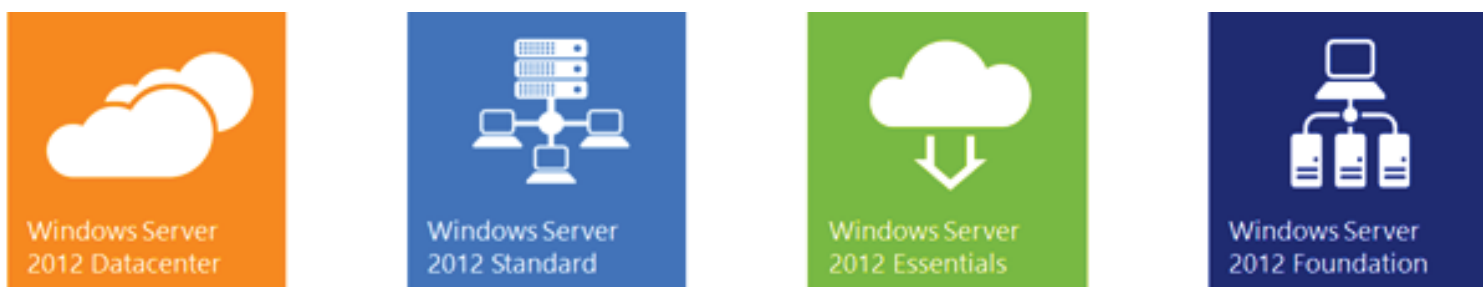 Windows Server
2012 Datacenter
Windows Server
2012 Standard
Windows Server
2012 Essentials
Windows Server
2012 Foundation